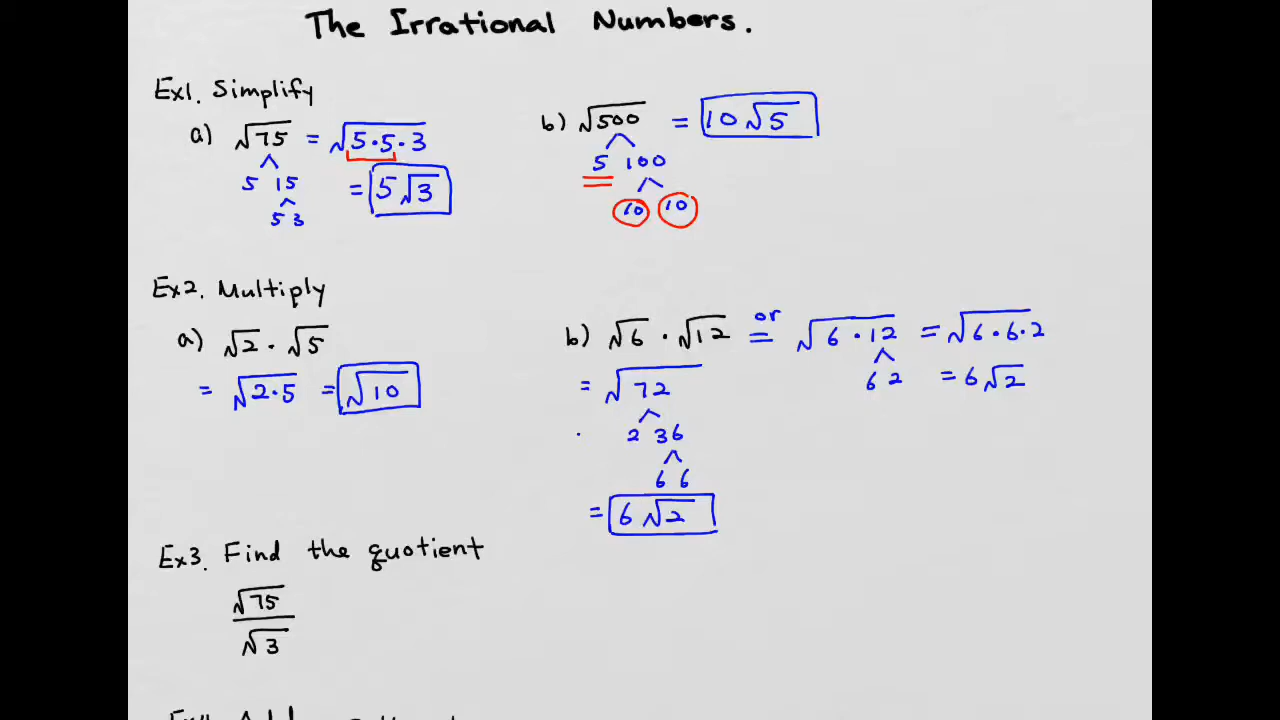 The Irrational Numbers.
Ex1. Simplify
a) √75 = √5·5·3
5 15
= 5√3
5 3
b) √500 = 10√5
5 100
10 10
Ex2. Multiply
a) √2 · √5
= √2·5 = √10
b) √6 · √12 or = √6·12 = √6·6·2
6 2 = 6√2
= √72
2 36
6 6
= 6√2
Ex3. Find the quotient
√75
√3